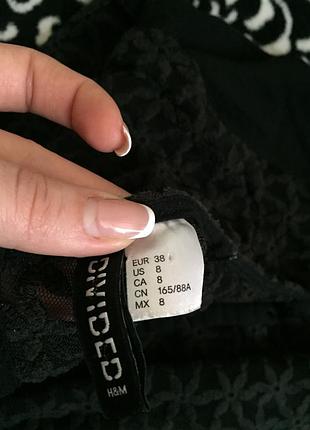 DIVIDED
H&M
EUR 38
US 8
CA 8
CN 165/88A
MX 8